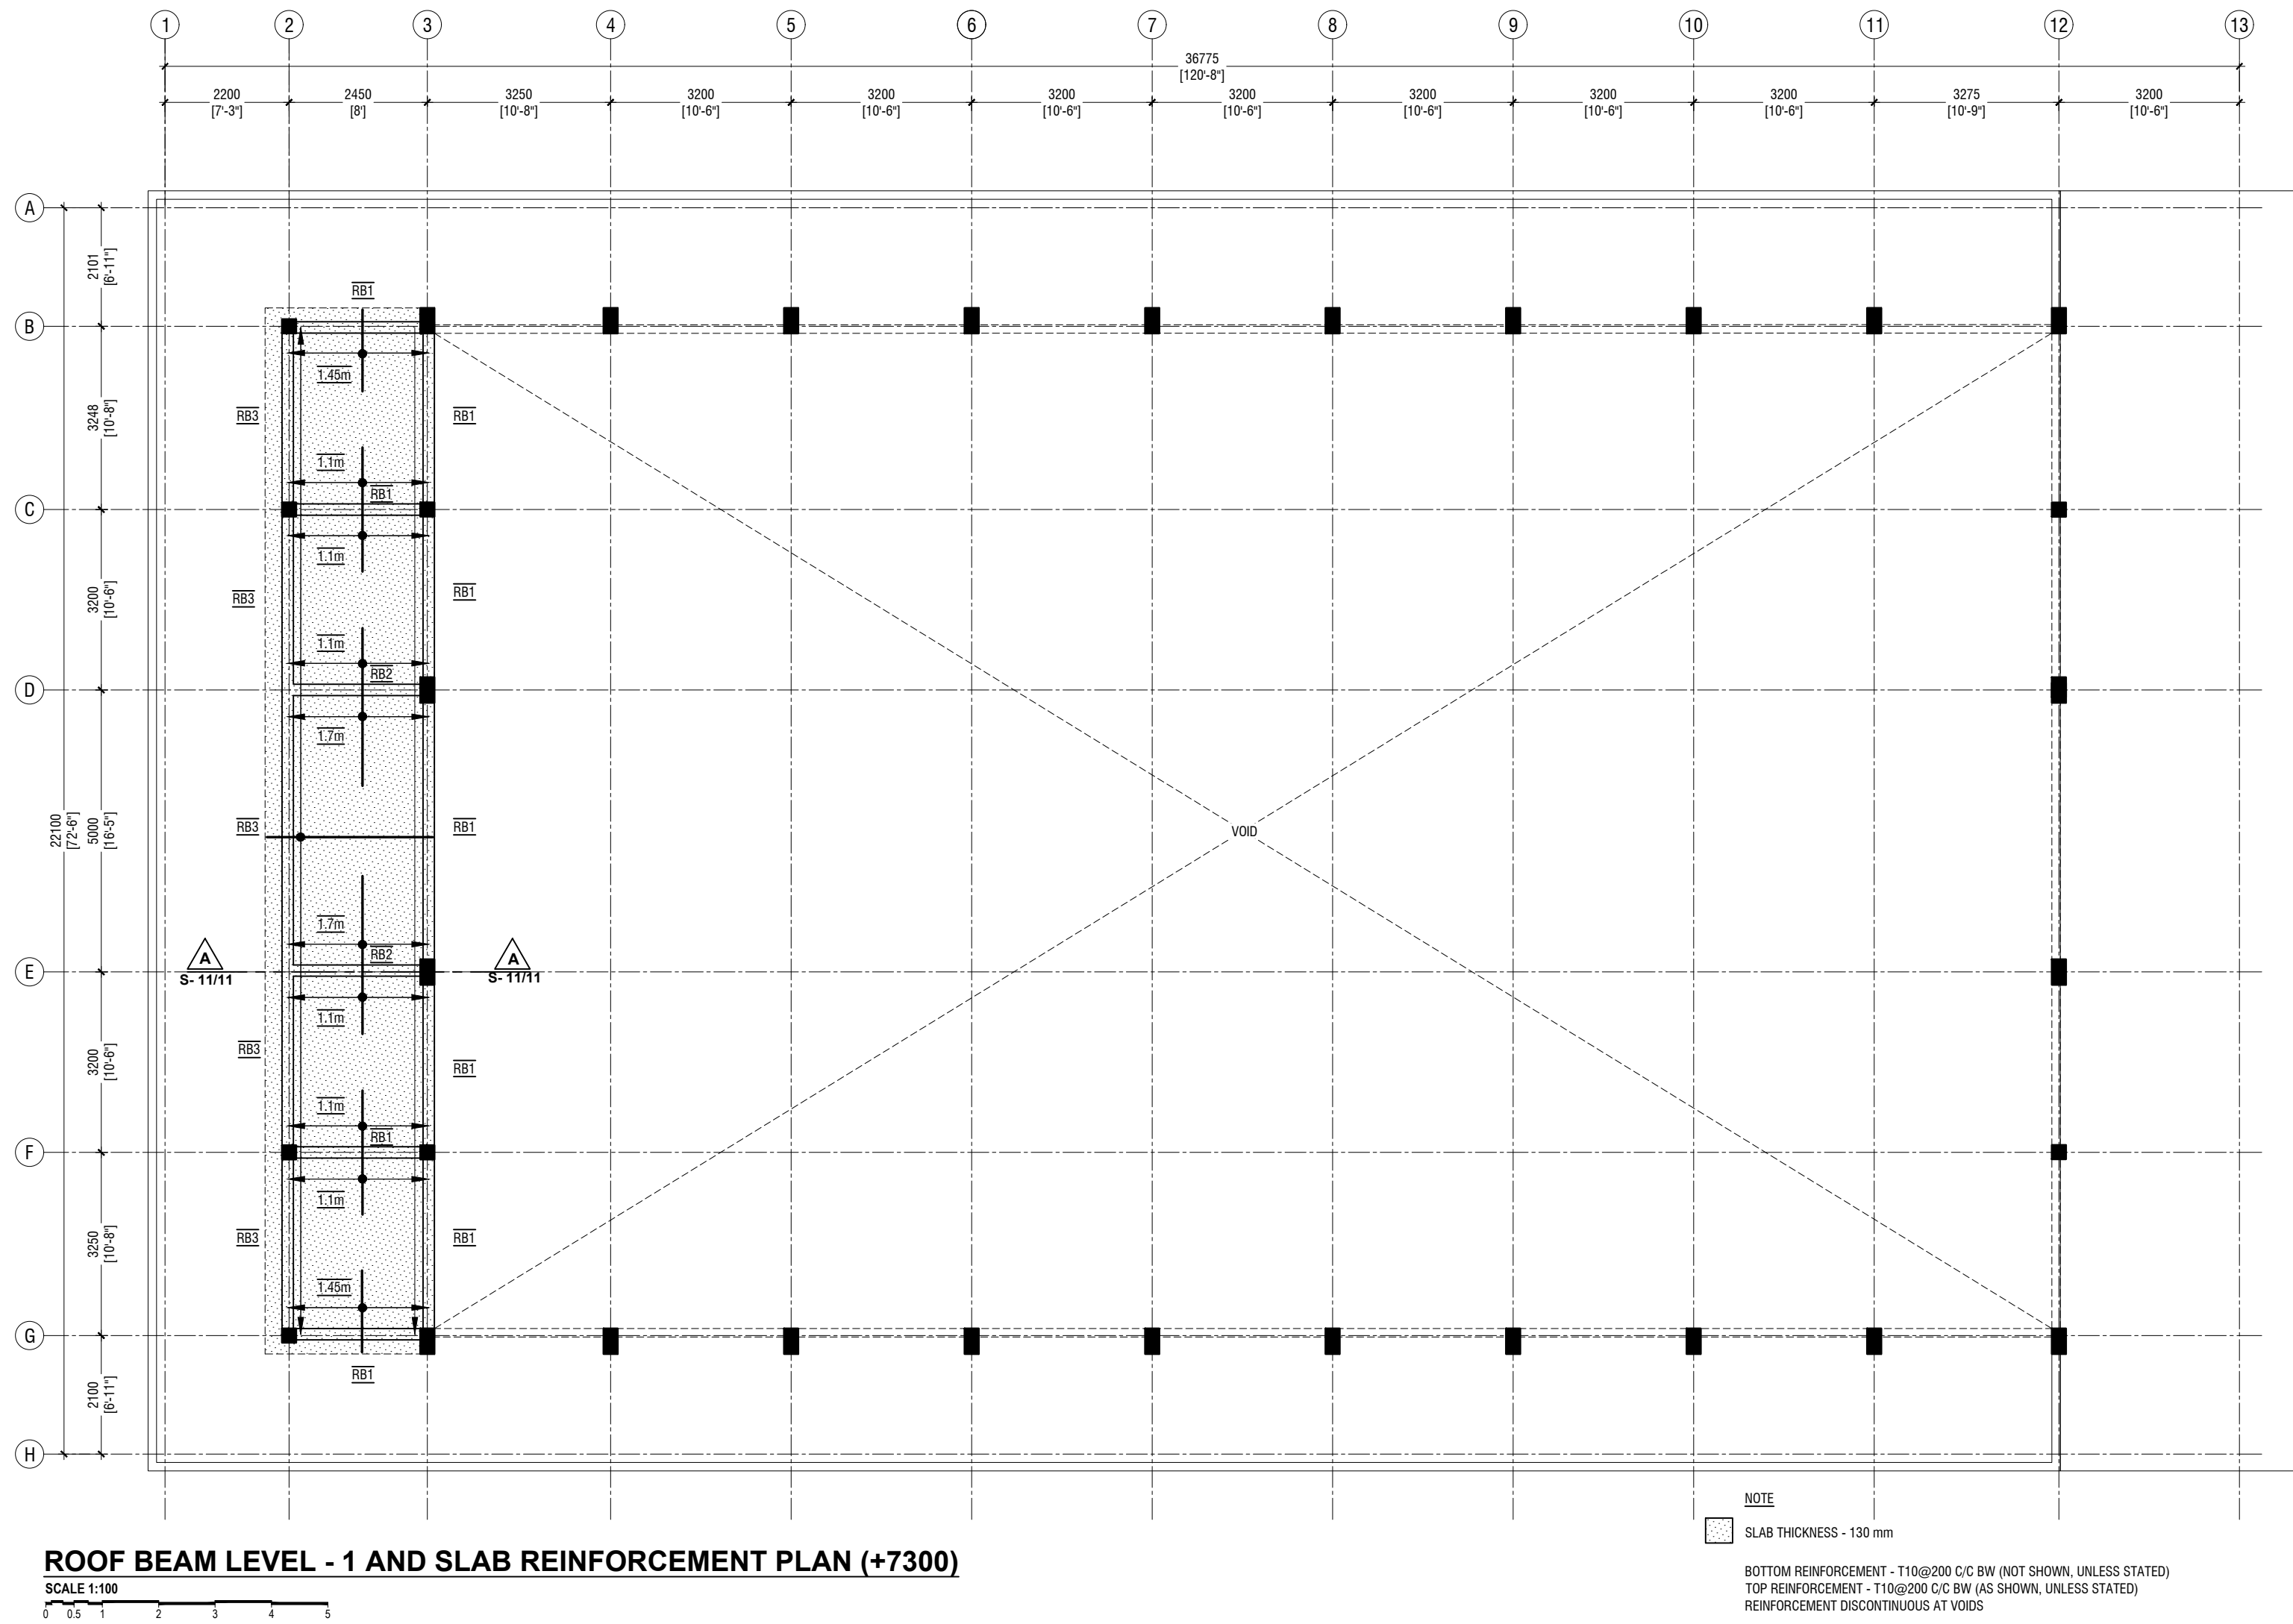 1 2 3 4 5 6 7 8 9 10 11 12 13
36775
[120'-8"]
2200 2450 3250 3200 3200 3200 3200 3200 3200 3200 3275 3200
[7'-3"] [8'] [10'-8"] [10'-6"] [10'-6"] [10'-6"] [10'-6"] [10'-6"] [10'-6"] [10'-6"] [10'-9"] [10'-6"]
A
2101
[6'-11"]
RB1
B
1.45m
3248
[10'-8"]
RB3 RB1
1.1m
RB1
C
1.1m
3200
[10'-6"]
RB3 RB1
1.1m
RB2
D
1.7m
22100
[72'-6"]
5000
[16'-5"]
RB3 RB1
VOID
1.7m
RB2
A A
S- 11/11 S- 11/11
E
1.1m
3200
[10'-6"]
RB3 RB1
1.1m
RB1
F
1.1m
3250
[10'-8"]
RB3 RB1
1.45m
G
RB1
2100
[6'-11"]
H
NOTE
SLAB THICKNESS - 130 mm
BOTTOM REINFORCEMENT - T10@200 C/C BW (NOT SHOWN, UNLESS STATED)
TOP REINFORCEMENT - T10@200 C/C BW (AS SHOWN, UNLESS STATED)
REINFORCEMENT DISCONTINUOUS AT VOIDS
ROOF BEAM LEVEL - 1 AND SLAB REINFORCEMENT PLAN (+7300)
SCALE 1:100
0 0.5 1 2 3 4 5